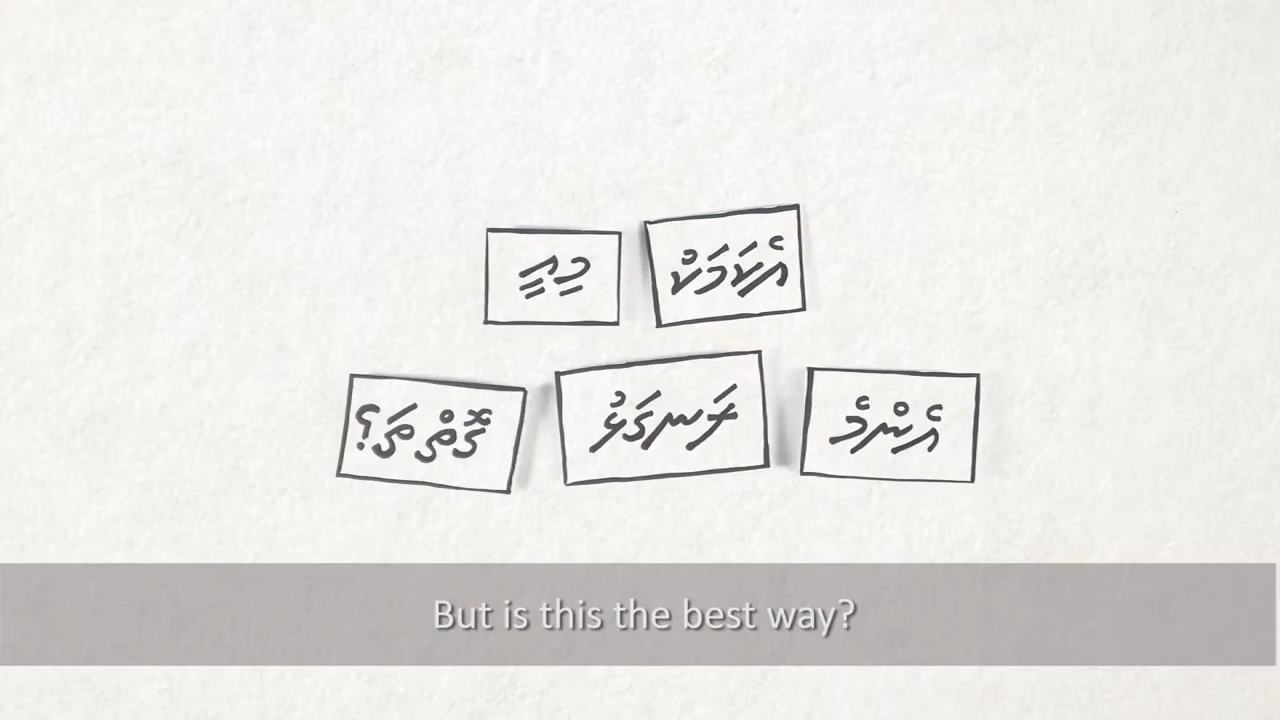 އެކަމަކު މިއީ
އެންމެ ރަނގަޅު ގޮތްތަ؟
But is this the best way?